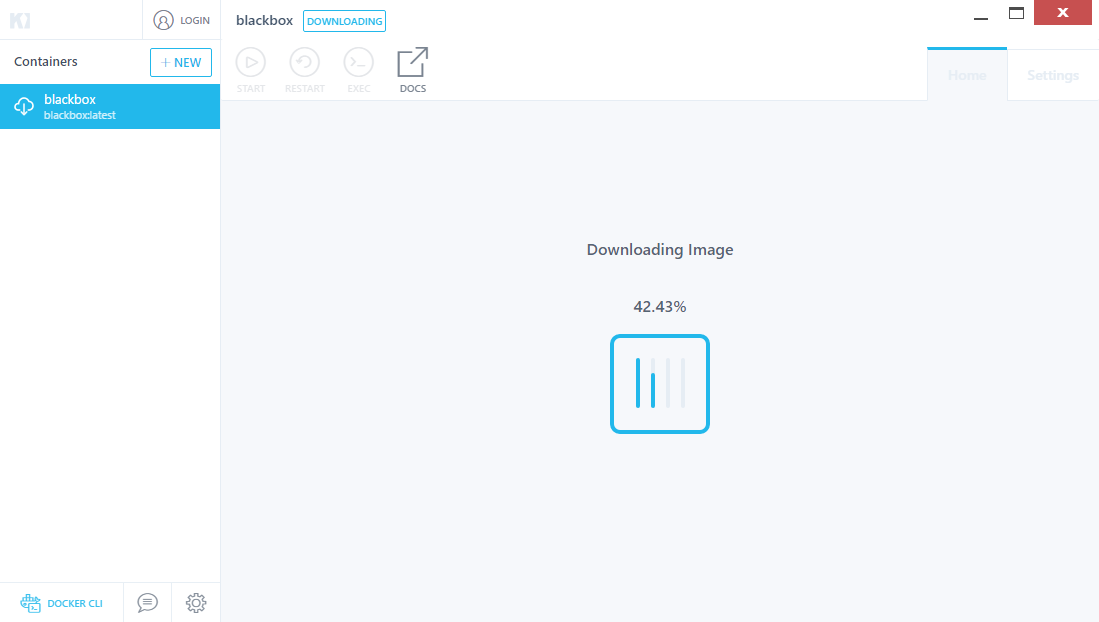 LOGIN
blackbox DOWNLOADING
Containers
+ NEW
blackbox
blackbox:latest
START RESTART EXEC DOCS
Home Settings
Downloading Image
42.43%
DOCKER CLI